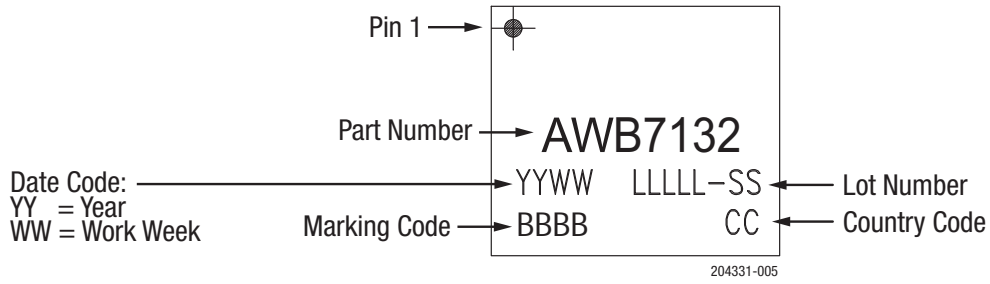 Pin 1
Part Number
AWB7132
Date Code:
YY = Year
WW = Work Week
YYWW LLLLL-SS
Lot Number
Marking Code
BBBB CC
Country Code
204331-005